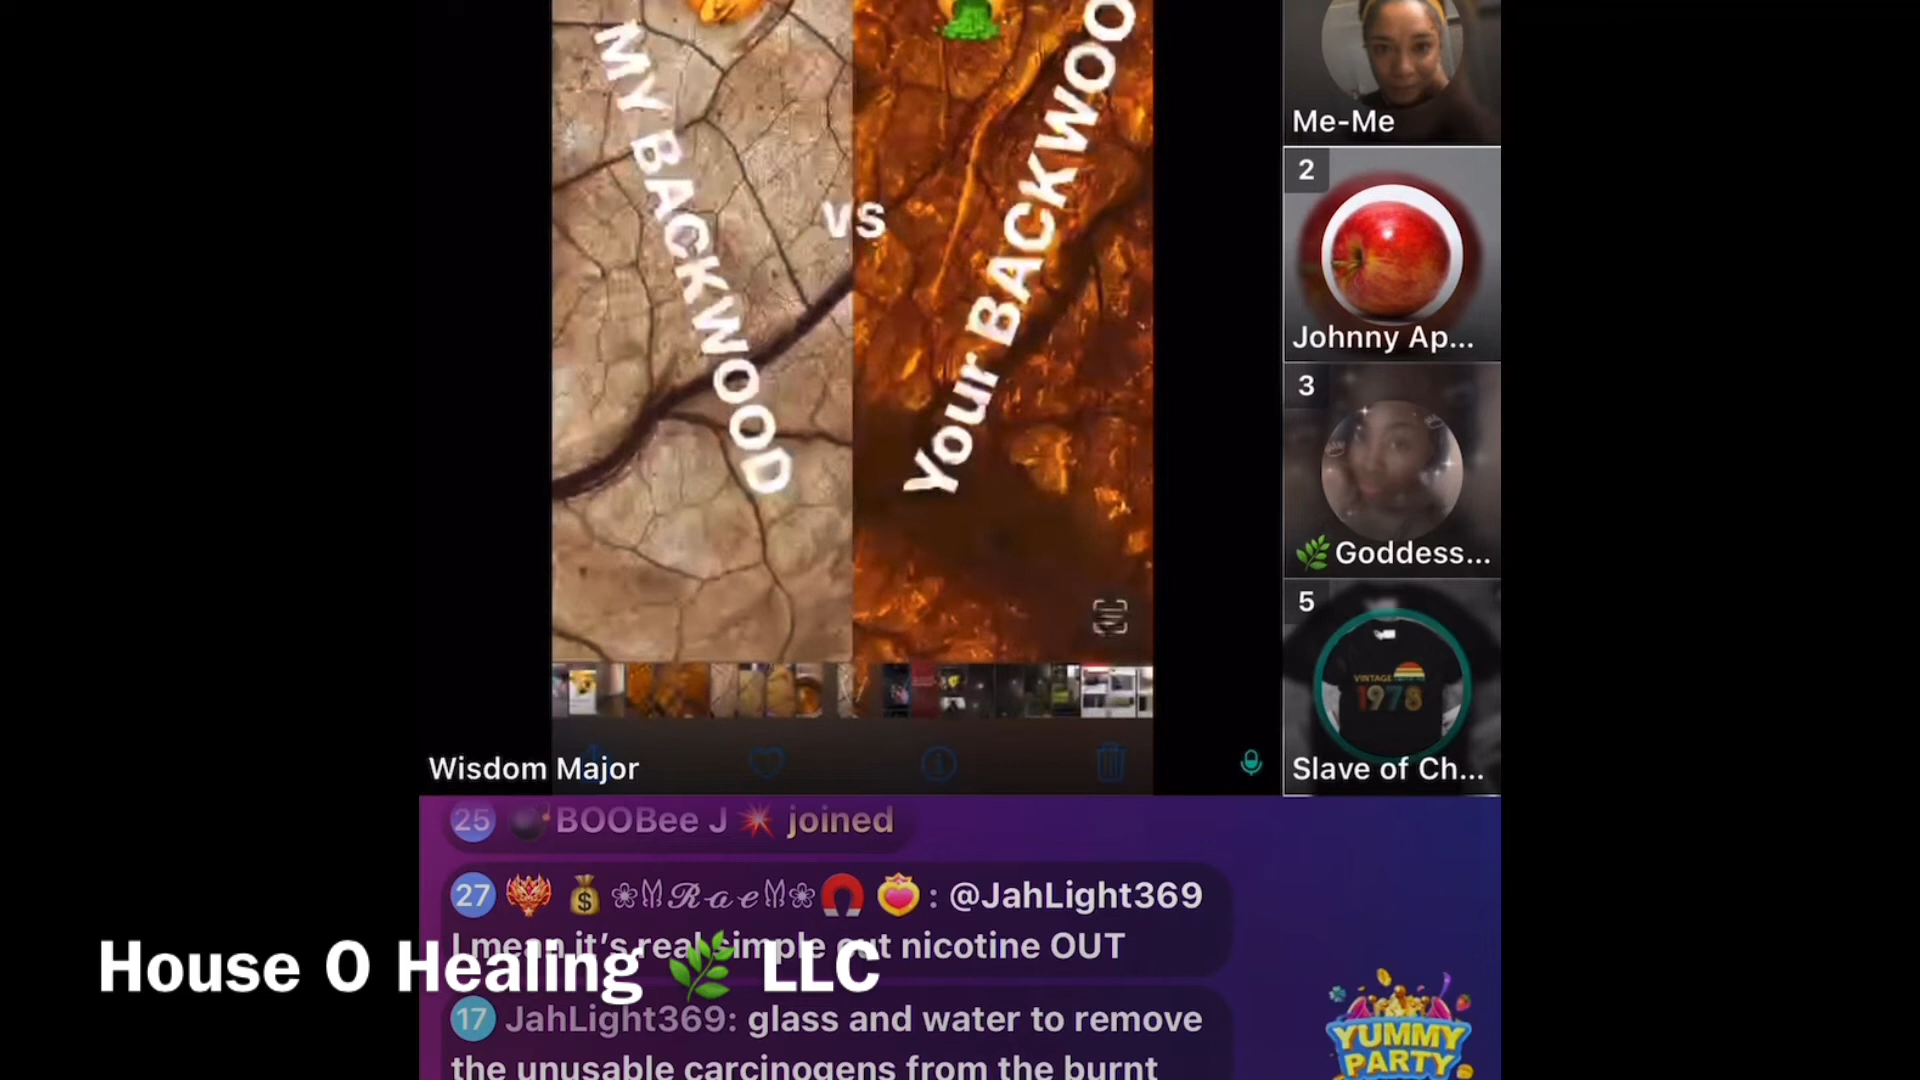 MY BACKWOOD
VS
Your BACKWOO
Me-Me
2
Johnny Ap...
3
🌿Goddess...
5
VINTAGE
1978
Slave of Ch...
Wisdom Major
25 💣BOOBee J 💥 joined
27 💰 ❀ℛ𝒶ℯ❀🧲 : @JahLight369
I mean it's real simple cut nicotine OUT
House O Healing 🌿 LLC
17 JahLight369: glass and water to remove
the unusable carcinogens from the burnt
YUMMY
PARTY